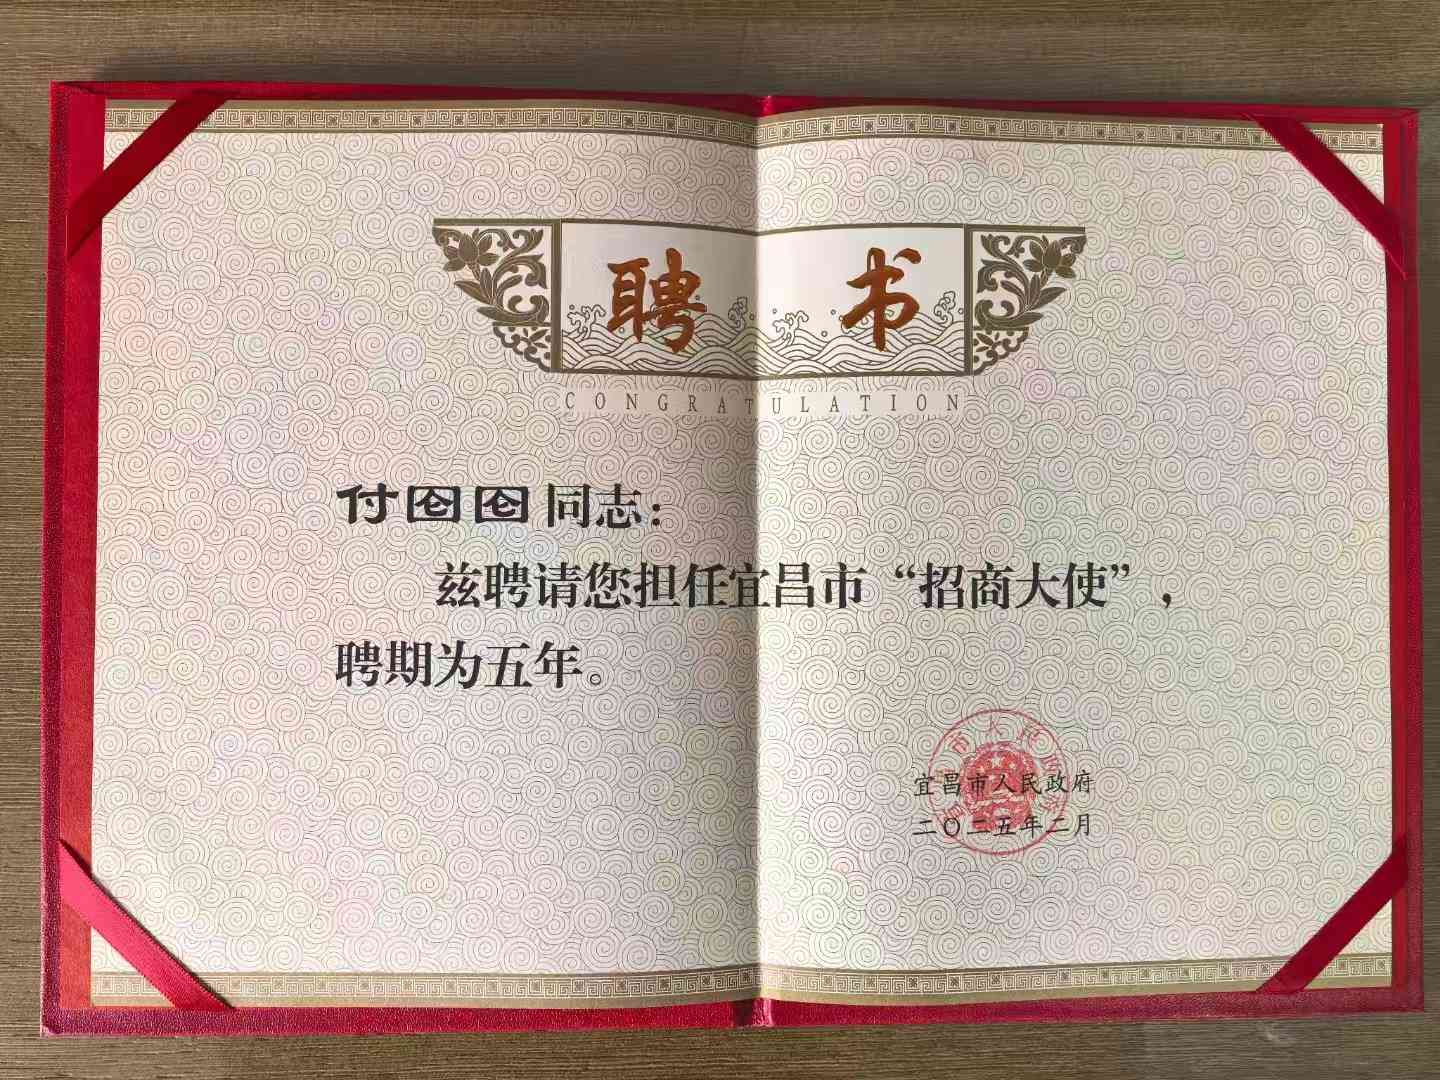 聘书
CONGRATULATION
付囵囵同志：
兹聘请您担任宜昌市“招商大使”，
聘期为五年。
宜昌市人民政府
二〇二五年二月